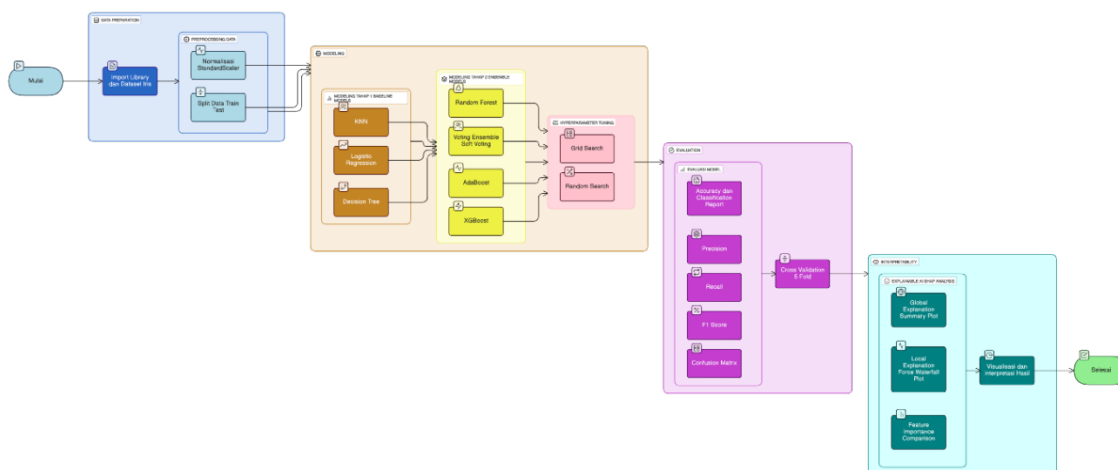 DATA PREPARATION
PREPROCESSING DATA
Mulai
Import Library
dan Dataset Iris
Normalisasi
StandardScaler
Split Data Train
Test
MODELING
MODELING TAHAP 1 BASELINE
MODELS
KNN
Logistic
Regression
Decision Tree
MODELING TAHAP 2 ENSEMBLE
MODELS
Random Forest
Voting Ensemble
Soft Voting
AdaBoost
XGBoost
HYPERPARAMETER TUNING
Grid Search
Random Search
EVALUATION
EVALUASI MODEL
Accuracy dan
Classification
Report
Precision
Recall
F1 Score
Confusion Matrix
Cross Validation
5 Fold
INTERPRETABILITY
EXPLAINABLE AI SHAP ANALYSIS
Global
Explanation
Summary Plot
Local
Explanation
Force Waterfall
Plot
Feature
Importance
Comparison
Visualisasi dan
Interpretasi Hasil
Selesai